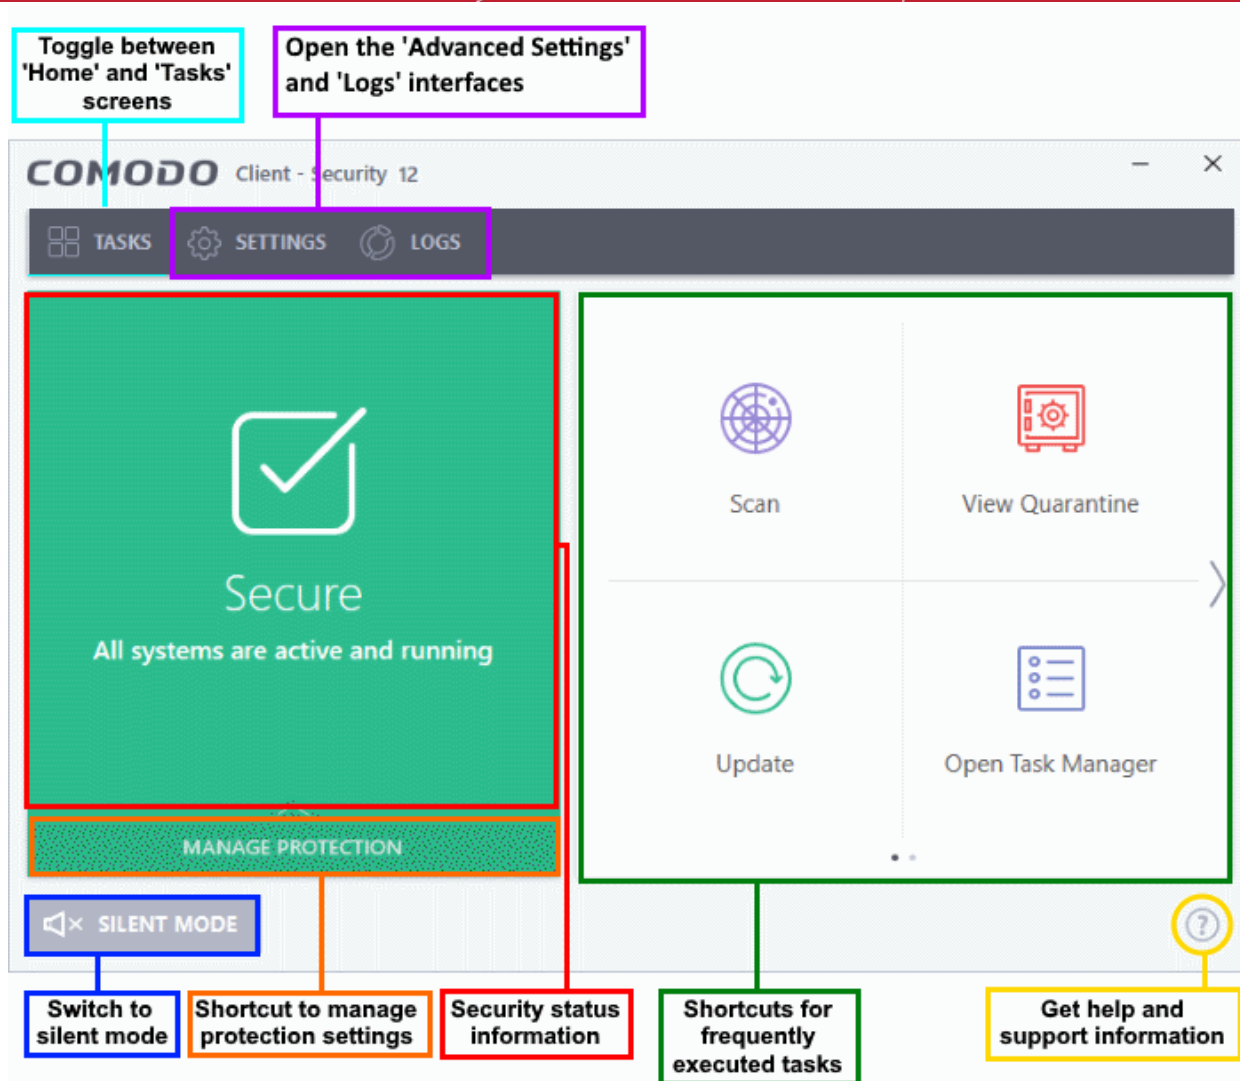 Toggle between
'Home' and 'Tasks'
screens
Open the 'Advanced Settings'
and 'Logs' interfaces
COMODO Client - Security 12
TASKS SETTINGS LOGS
Secure
All systems are active and running
MANAGE PROTECTION
Scan
View Quarantine
Update
Open Task Manager
SILENT MODE
?
Switch to
silent mode
Shortcut to manage
protection settings
Security status
information
Shortcuts for
frequently
executed tasks
Get help and
support information